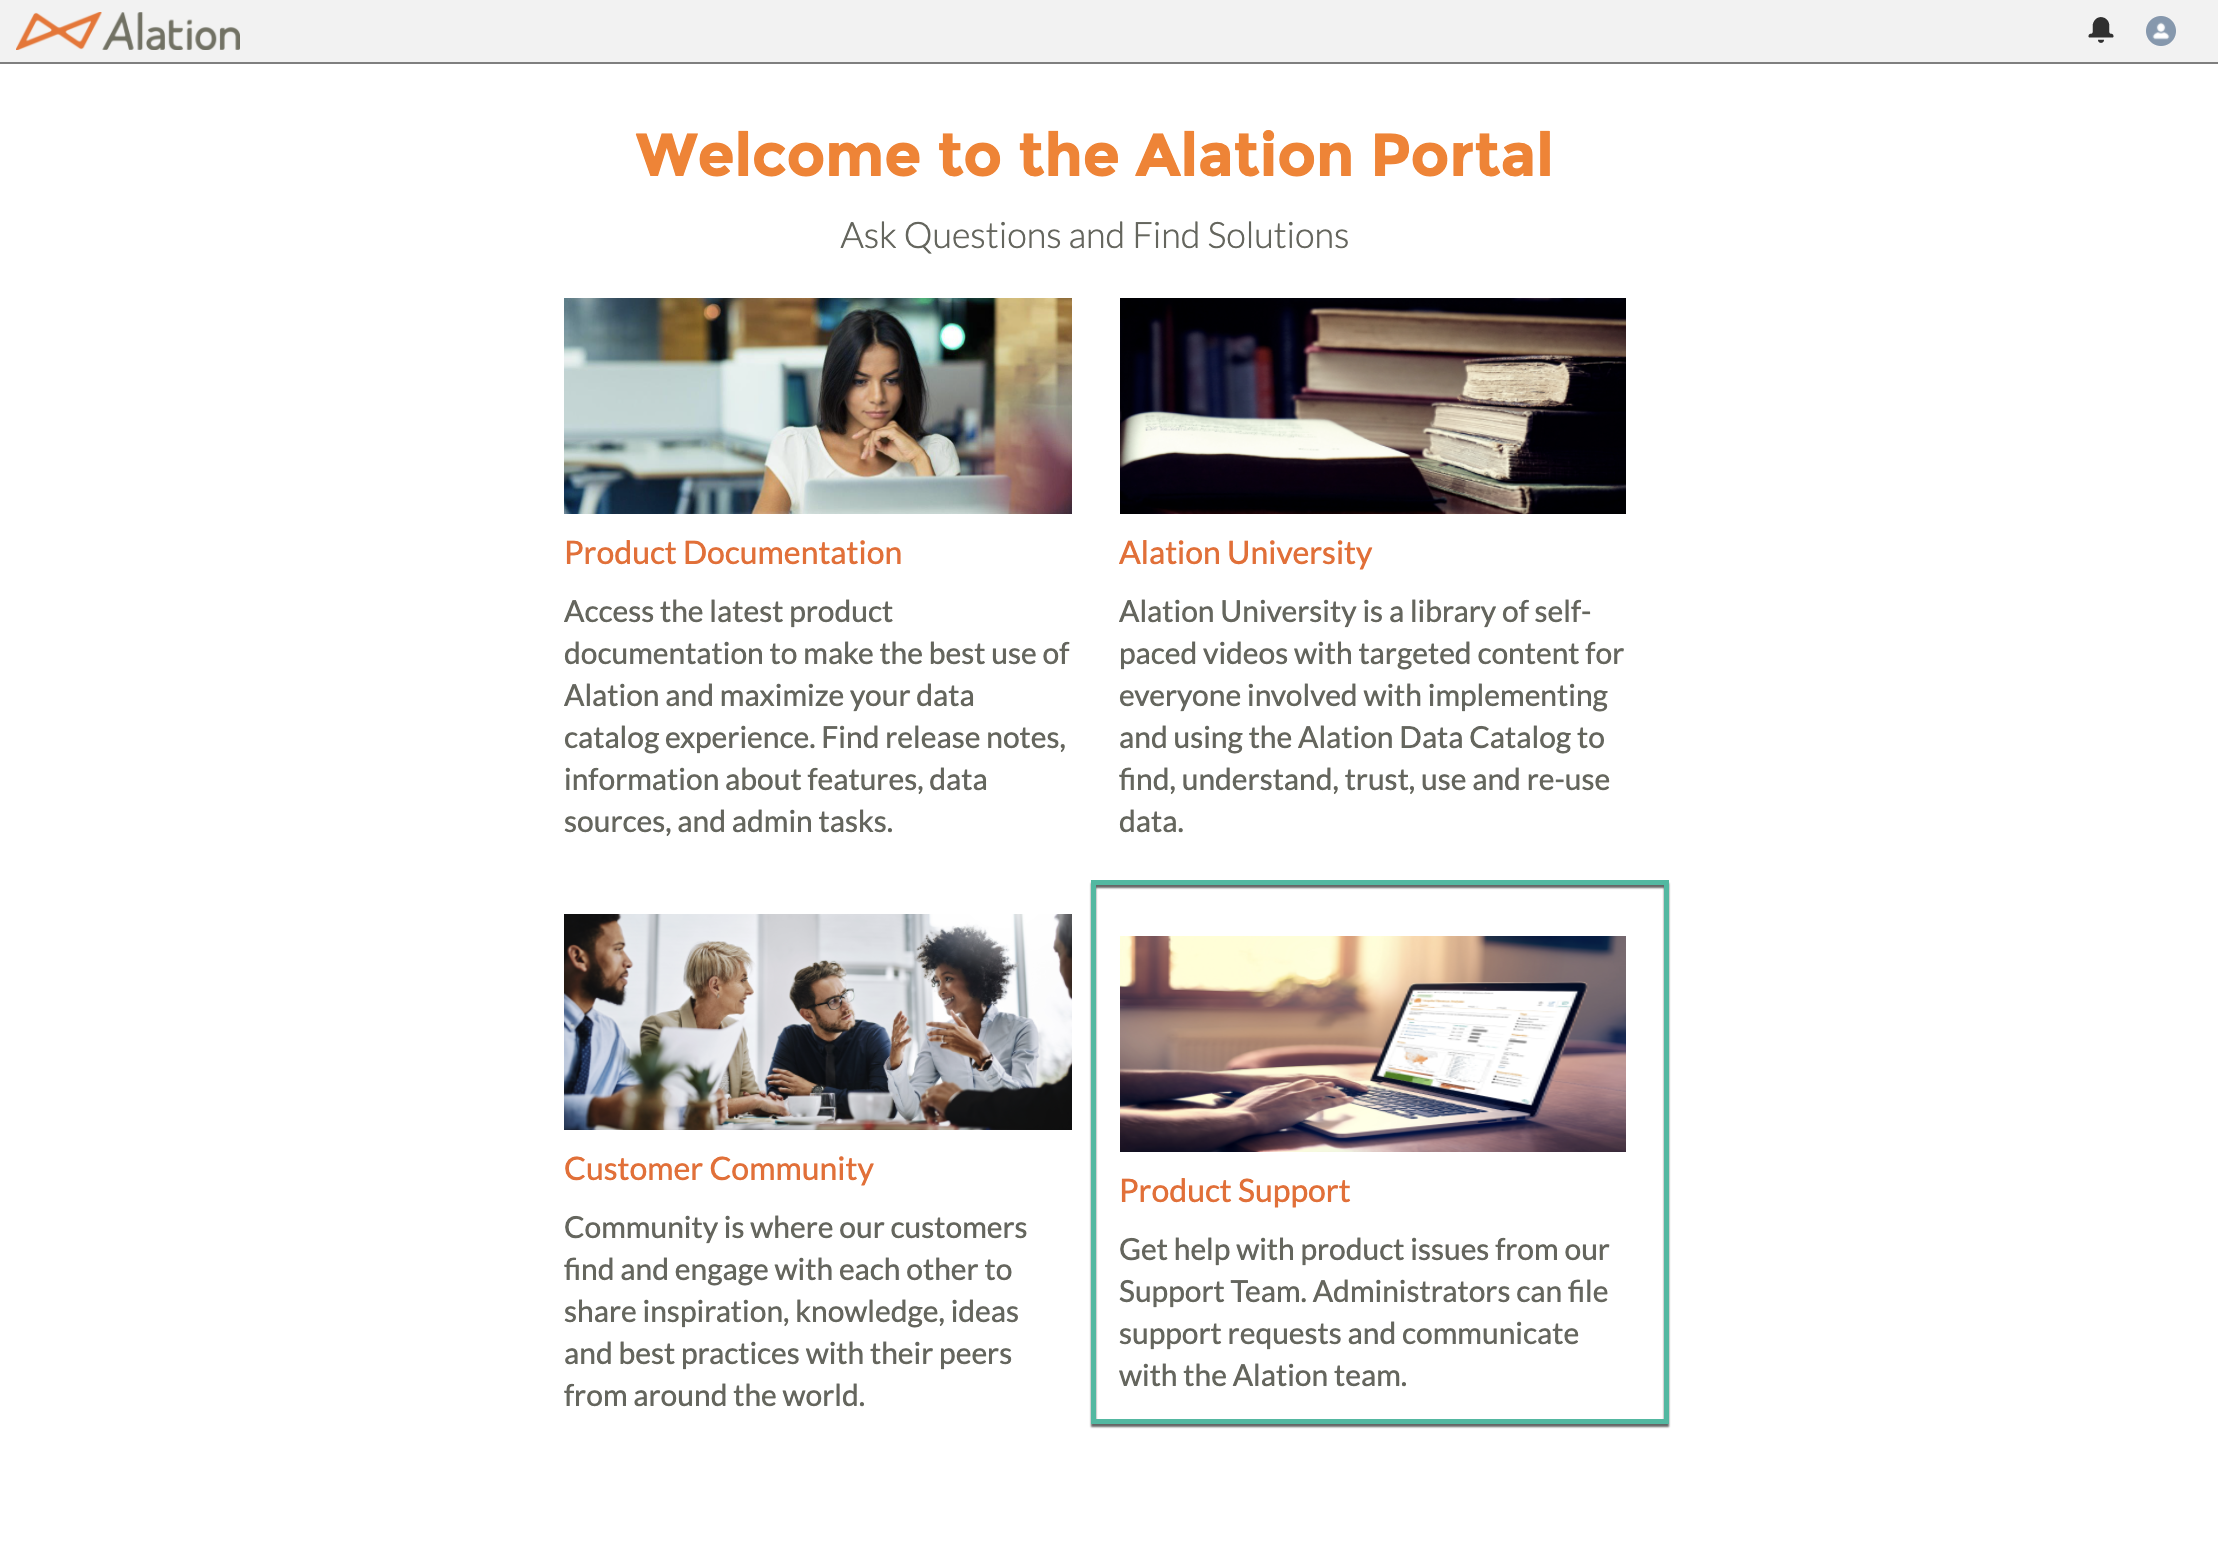 Alation
Welcome to the Alation Portal
Ask Questions and Find Solutions
Product Documentation
Access the latest product
documentation to make the best use of
Alation and maximize your data
catalog experience. Find release notes,
information about features, data
sources, and admin tasks.
Alation University
Alation University is a library of self-
paced videos with targeted content for
everyone involved with implementing
and using the Alation Data Catalog to
find, understand, trust, use and re-use
data.
Customer Community
Community is where our customers
find and engage with each other to
share inspiration, knowledge, ideas
and best practices with their peers
from around the world.
Product Support
Get help with product issues from our
Support Team. Administrators can file
support requests and communicate
with the Alation team.